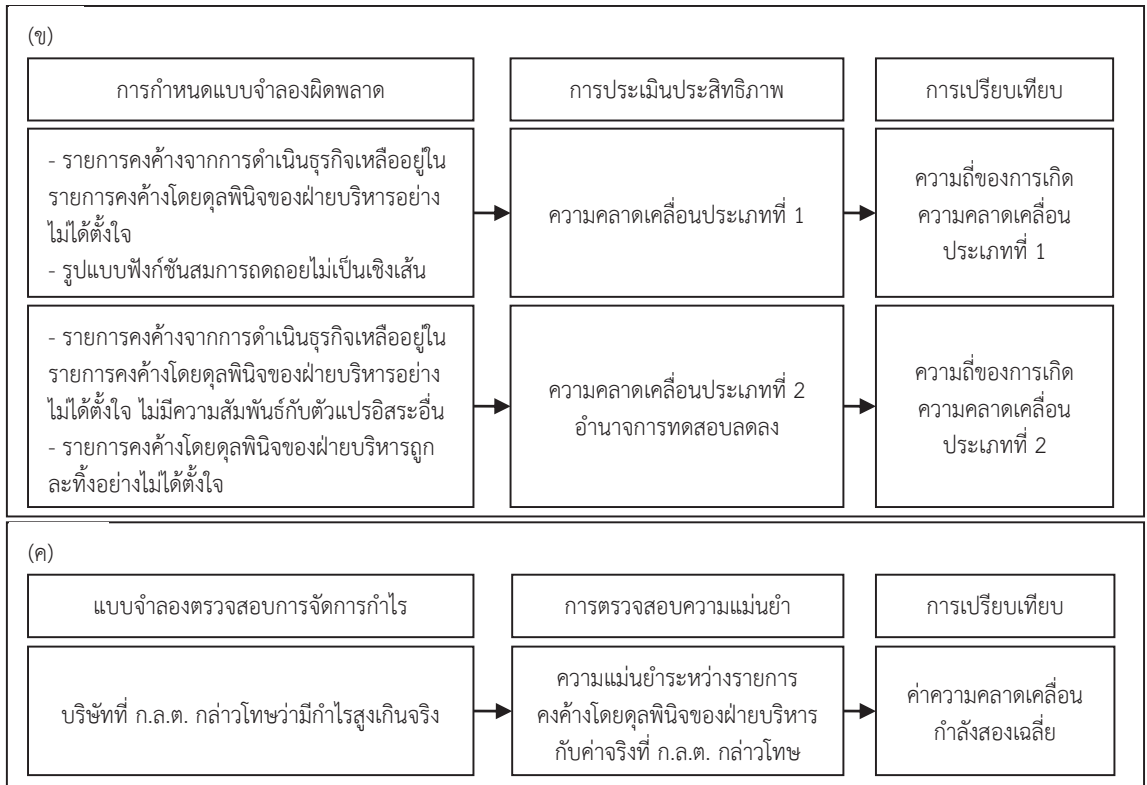 (ข)
การกำหนดแบบจำลองผิดพลาด
การประเมินประสิทธิภาพ
การเปรียบเทียบ
- รายการคงค้างจากการดำเนินธุรกิจเหลืออยู่ใน
รายการคงค้างโดยดุลพินิจของฝ่ายบริหารอย่าง
ไม่ได้ตั้งใจ
- รูปแบบฟังก์ชันสมการถดถอยไม่เป็นเชิงเส้น
ความคลาดเคลื่อนประเภทที่ 1
ความถี่ของการเกิด
ความคลาดเคลื่อน
ประเภทที่ 1
- รายการคงค้างจากการดำเนินธุรกิจเหลืออยู่ใน
รายการคงค้างโดยดุลพินิจของฝ่ายบริหารอย่าง
ไม่ได้ตั้งใจ ไม่มีความสัมพันธ์กับตัวแปรอิสระอื่น
- รายการคงค้างโดยดุลพินิจของฝ่ายบริหารถูก
ละทิ้งอย่างไม่ได้ตั้งใจ
ความคลาดเคลื่อนประเภทที่ 2
อำนาจการทดสอบลดลง
ความถี่ของการเกิด
ความคลาดเคลื่อน
ประเภทที่ 2
(ค)
แบบจำลองตรวจสอบการจัดการกำไร
การตรวจสอบความแม่นยำ
การเปรียบเทียบ
บริษัทที่ ก.ล.ต. กล่าวโทษว่ามีกำไรสูงเกินจริง
ความแม่นยำระหว่างรายการ
คงค้างโดยดุลพินิจของฝ่ายบริหาร
กับค่าจริงที่ ก.ล.ต. กล่าวโทษ
ค่าความคลาดเคลื่อน
กำลังสองเฉลี่ย